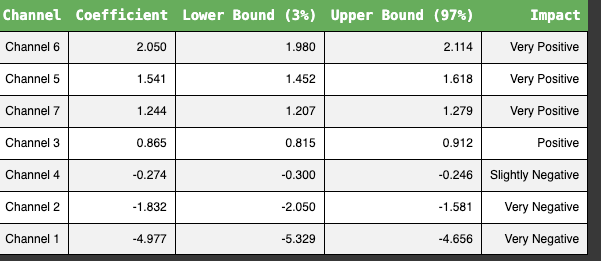 Channel Coefficient Lower Bound (3%) Upper Bound (97%) Impact
Channel 6 2.050 1.980 2.114 Very Positive
Channel 5 1.541 1.452 1.618 Very Positive
Channel 7 1.244 1.207 1.279 Very Positive
Channel 3 0.865 0.815 0.912 Positive
Channel 4 -0.274 -0.300 -0.246 Slightly Negative
Channel 2 -1.832 -2.050 -1.581 Very Negative
Channel 1 -4.977 -5.329 -4.656 Very Negative